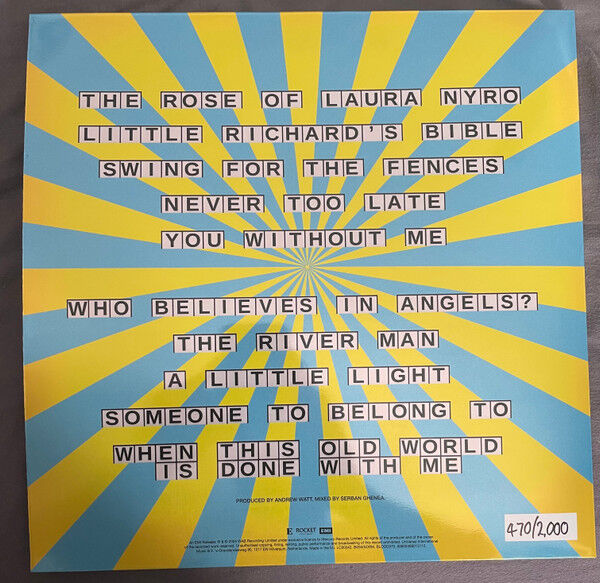 THE ROSE OF LAURA NYRO
LITTLE RICHARD'S BIBLE
SWING FOR THE FENCES
NEVER TOO LATE
YOU WITHOUT ME
WHO BELIEVES IN ANGELS?
THE RIVER MAN
A LITTLE LIGHT
SOMEONE TO BELONG TO
WHEN THIS OLD WORLD
IS DONE WITH ME
PRODUCED BY ANDREW WATT. MIXED BY SERBAN GHENEA.
ROCKET EMI
470/2,000